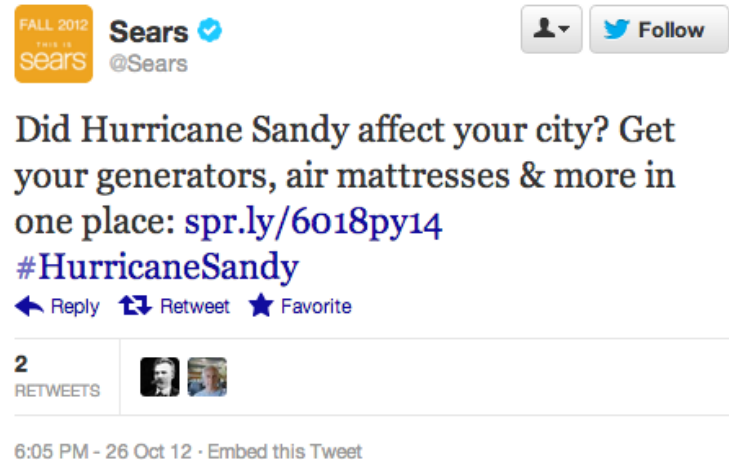 FALL 2012
THIS IS
sears
Sears
@Sears
Follow
Did Hurricane Sandy affect your city? Get
your generators, air mattresses & more in
one place: spr.ly/6018py14
#HurricaneSandy
Reply Retweet Favorite
2
RETWEETS
6:05 PM - 26 Oct 12 · Embed this Tweet